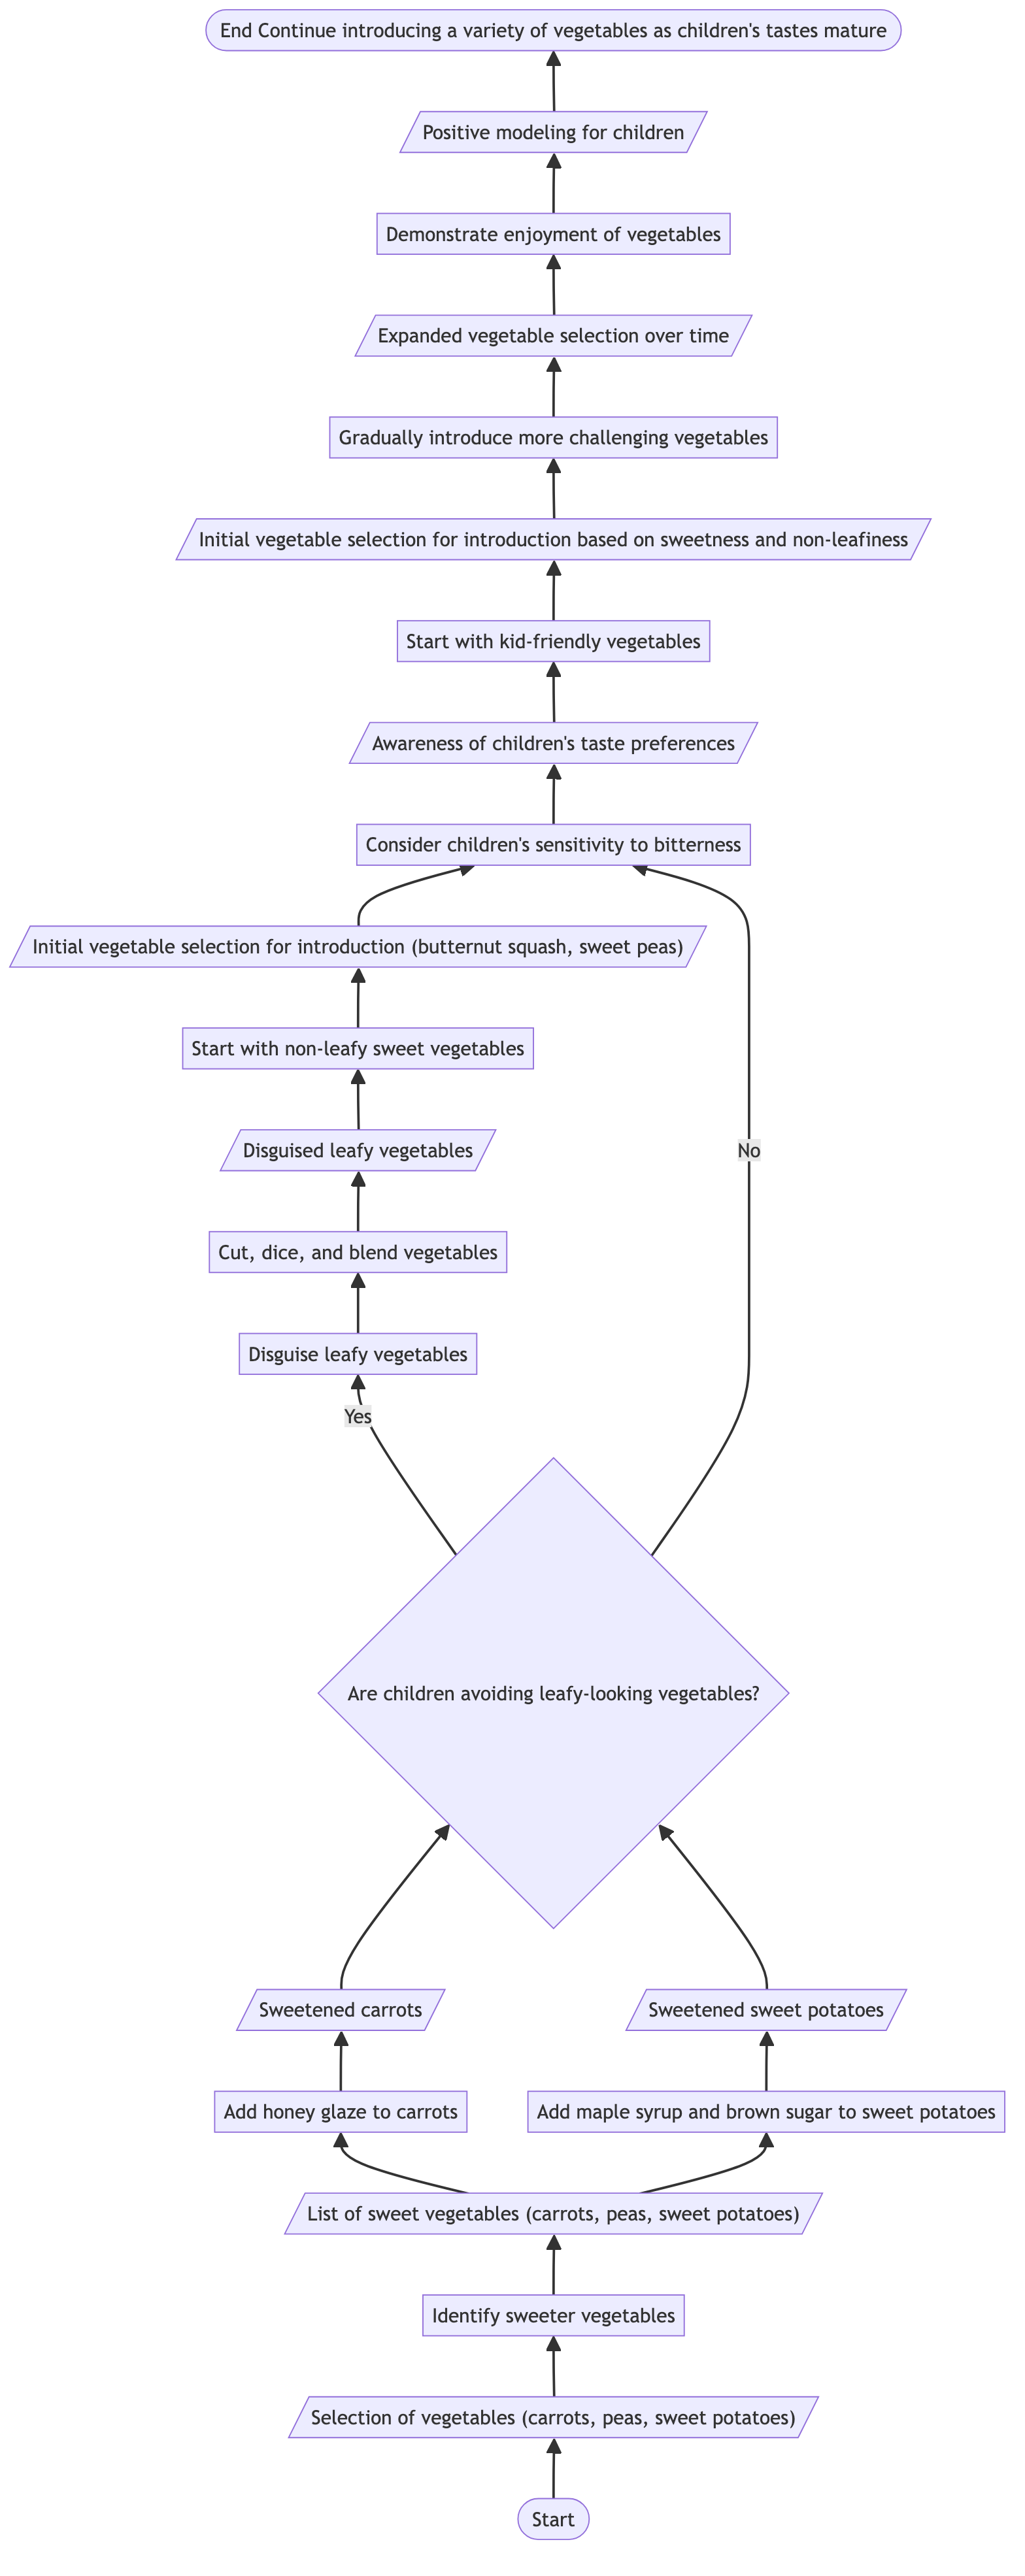 End Continue introducing a variety of vegetables as children's tastes mature
Positive modeling for children
Demonstrate enjoyment of vegetables
Expanded vegetable selection over time
Gradually introduce more challenging vegetables
Initial vegetable selection for introduction based on sweetness and non-leafiness
Start with kid-friendly vegetables
Awareness of children's taste preferences
Consider children's sensitivity to bitterness
Initial vegetable selection for introduction (butternut squash, sweet peas)
Start with non-leafy sweet vegetables
Disguised leafy vegetables
No
Cut, dice, and blend vegetables
Disguise leafy vegetables
Yes
Are children avoiding leafy-looking vegetables?
Sweetened carrots
Sweetened sweet potatoes
Add honey glaze to carrots
Add maple syrup and brown sugar to sweet potatoes
List of sweet vegetables (carrots, peas, sweet potatoes)
Identify sweeter vegetables
Selection of vegetables (carrots, peas, sweet potatoes)
Start